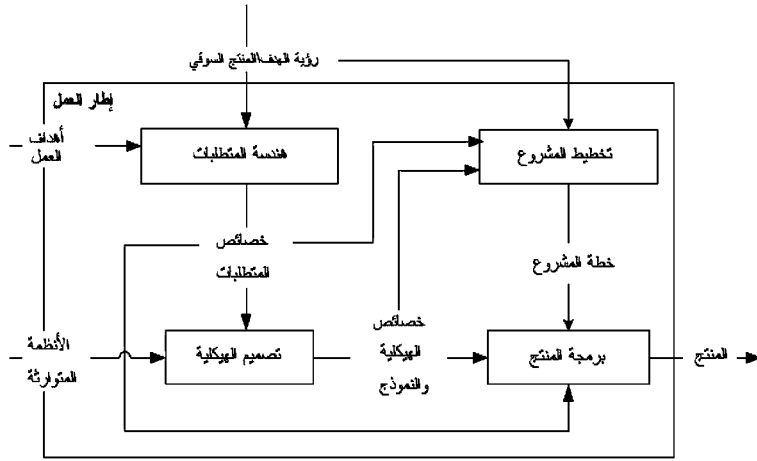 رؤية الهدف\المنتج السوقي
إطار العمل
أهداف
العمل
هندسة المتطلبات
تخطيط المشروع
خصائص
المتطلبات
خطة المشروع
الأنظمة
المتوارثة
تصميم الهيكلية
خصائص
الهيكلية
والنموذج
برمجة المنتج
المنتج